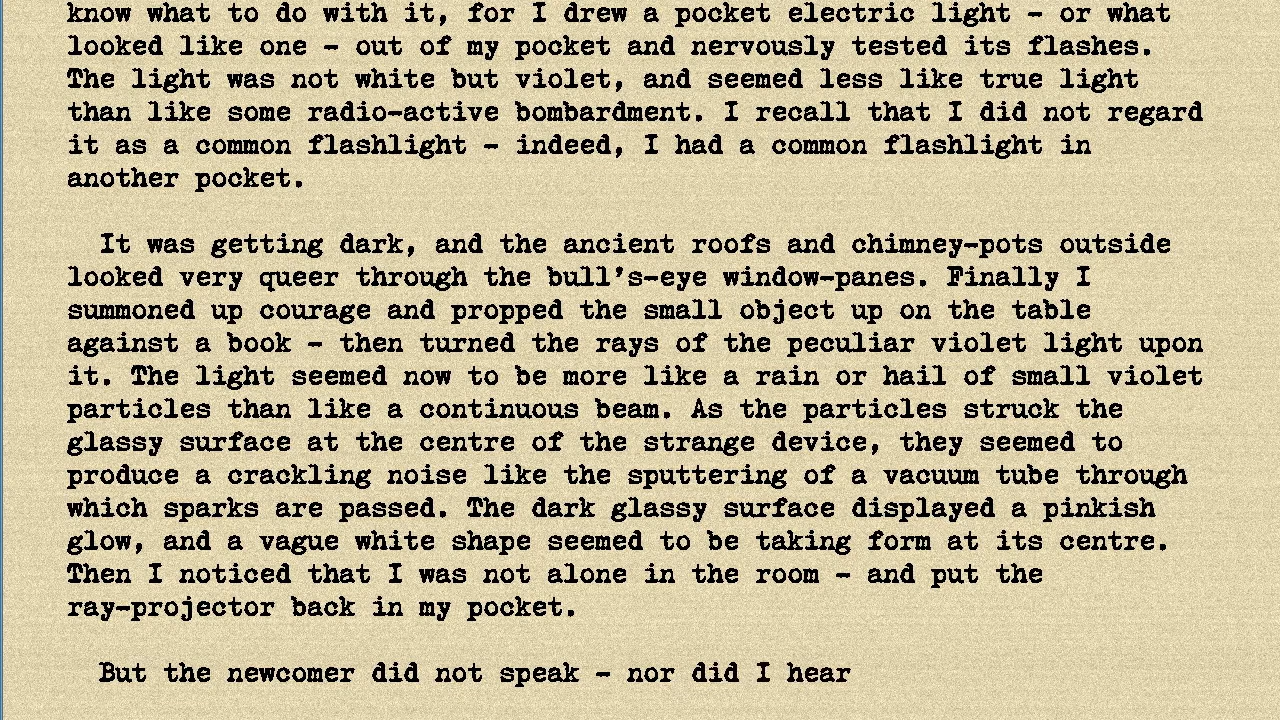 know what to do with it, for I drew a pocket electric light – or what
looked like one – out of my pocket and nervously tested its flashes.
The light was not white but violet, and seemed less like true light
than like some radio-active bombardment. I recall that I did not regard
it as a common flashlight – indeed, I had a common flashlight in
another pocket.
It was getting dark, and the ancient roofs and chimney-pots outside
looked very queer through the bull's-eye window-panes. Finally I
summoned up courage and propped the small object up on the table
against a book – then turned the rays of the peculiar violet light upon
it. The light seemed now to be more like a rain or hail of small violet
particles than like a continuous beam. As the particles struck the
glassy surface at the centre of the strange device, they seemed to
produce a crackling noise like the sputtering of a vacuum tube through
which sparks are passed. The dark glassy surface displayed a pinkish
glow, and a vague white shape seemed to be taking form at its centre.
Then I noticed that I was not alone in the room – and put the
ray-projector back in my pocket.
But the newcomer did not speak – nor did I hear